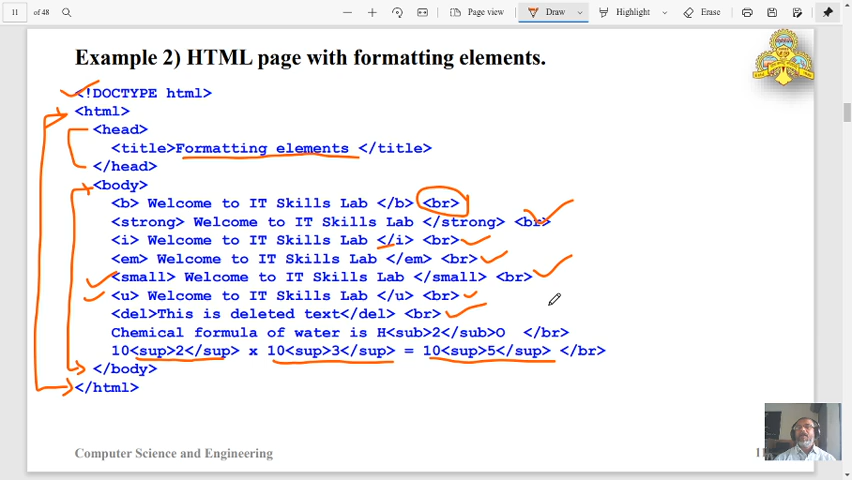 11 of 48 Page view Draw Highlight Erase
Example 2) HTML page with formatting elements.
<!DOCTYPE html>
<html>
<head>
<title>Formatting elements </title>
</head>
<body>
<b> Welcome to IT Skills Lab </b> <br>
<strong> Welcome to IT Skills Lab </strong> <br>
<i> Welcome to IT Skills Lab </i> <br>
<em> Welcome to IT Skills Lab </em> <br>
<small> Welcome to IT Skills Lab </small> <br>
<u> Welcome to IT Skills Lab </u> <br>
<del>This is deleted text</del> <br>
Chemical formula of water is H<sub>2</sub>O </br>
10<sup>2</sup> x 10<sup>3</sup> = 10<sup>5</sup> </br>
</body>
</html>
Computer Science and Engineering